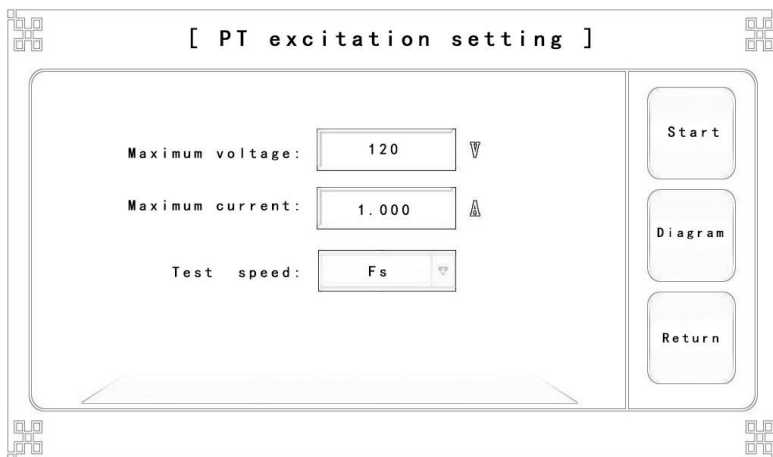 [ PT excitation setting ]
Maximum voltage: 120 V
Maximum current: 1.000 A
Test speed: Fs
Start
Diagram
Return